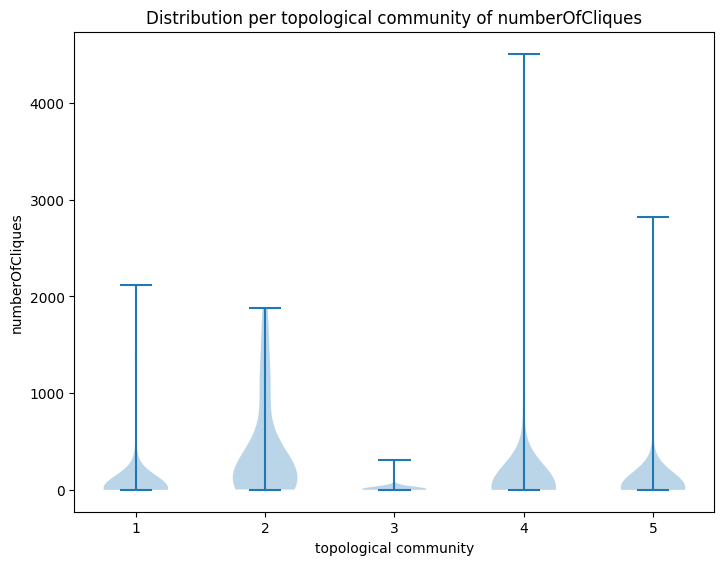 Distribution per topological community of numberOfCliques
numberOfCliques
4000
3000
2000
1000
0
1 2 3 4 5
topological community